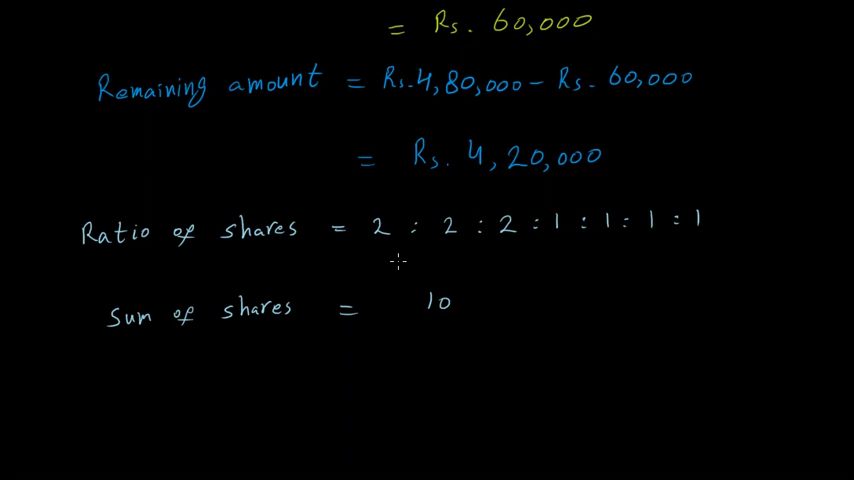 = Rs. 60,000
Remaining amount = Rs. 4,80,000 - Rs. 60,000
= Rs. 4,20,000
Ratio of shares = 2 : 2 : 2 : 1 : 1 : 1 : 1
Sum of shares = 10